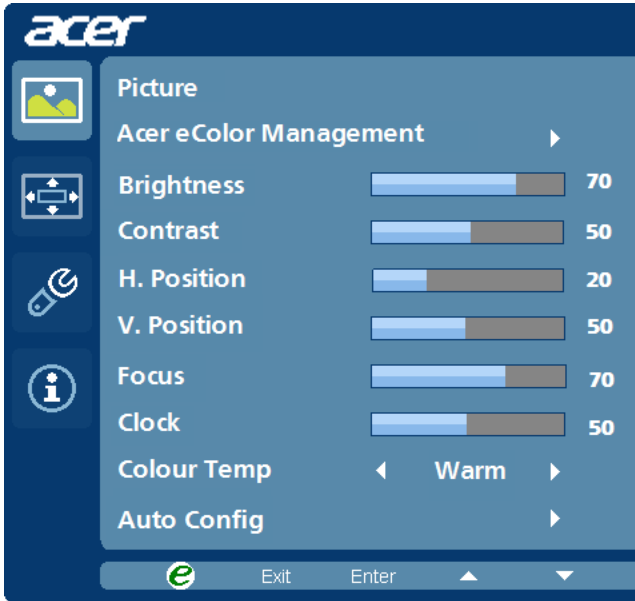 acer
Picture
Acer eColor Management
Brightness 70
Contrast 50
H. Position 20
V. Position 50
Focus 70
Clock 50
Colour Temp Warm
Auto Config
e Exit Enter